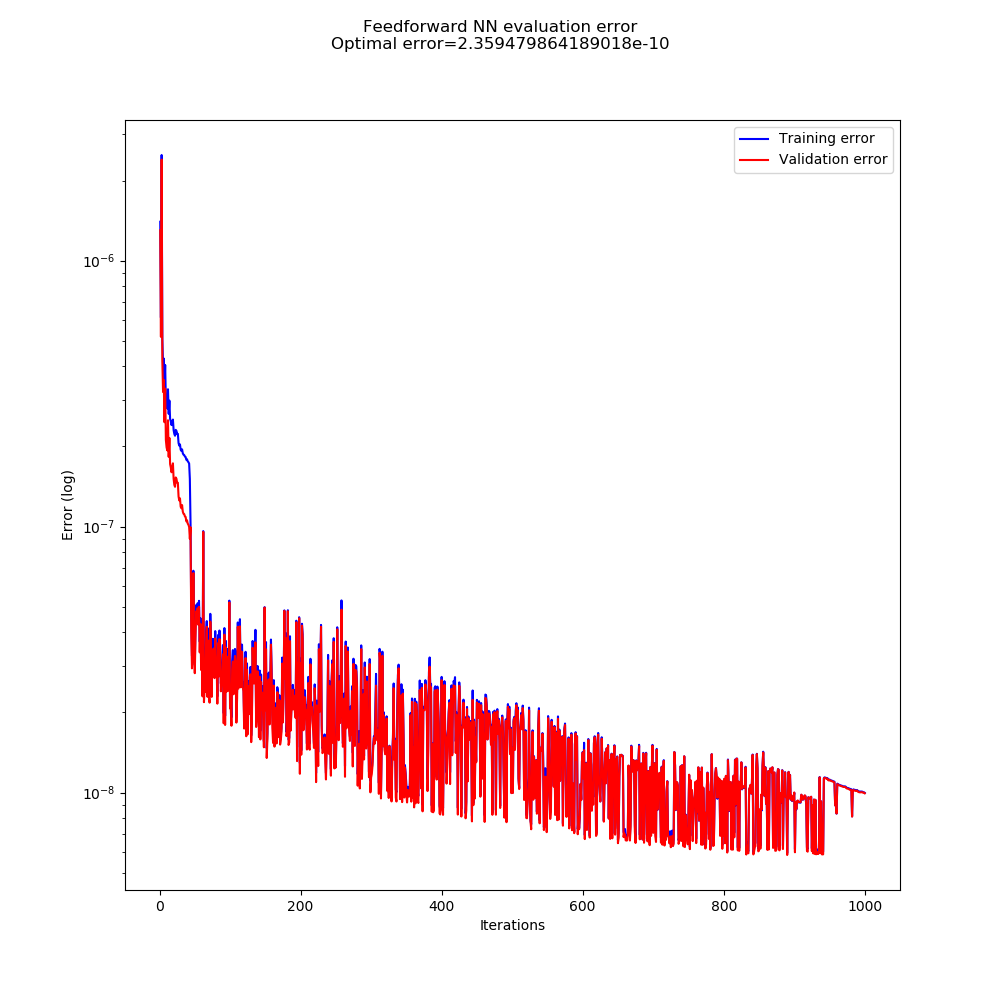 Feedforward NN evaluation error
Optimal error=2.359479864189018e-10
Training error
Validation error
10⁻⁶
10⁻⁷
10⁻⁸
Error (log)
0 200 400 600 800 1000
Iterations